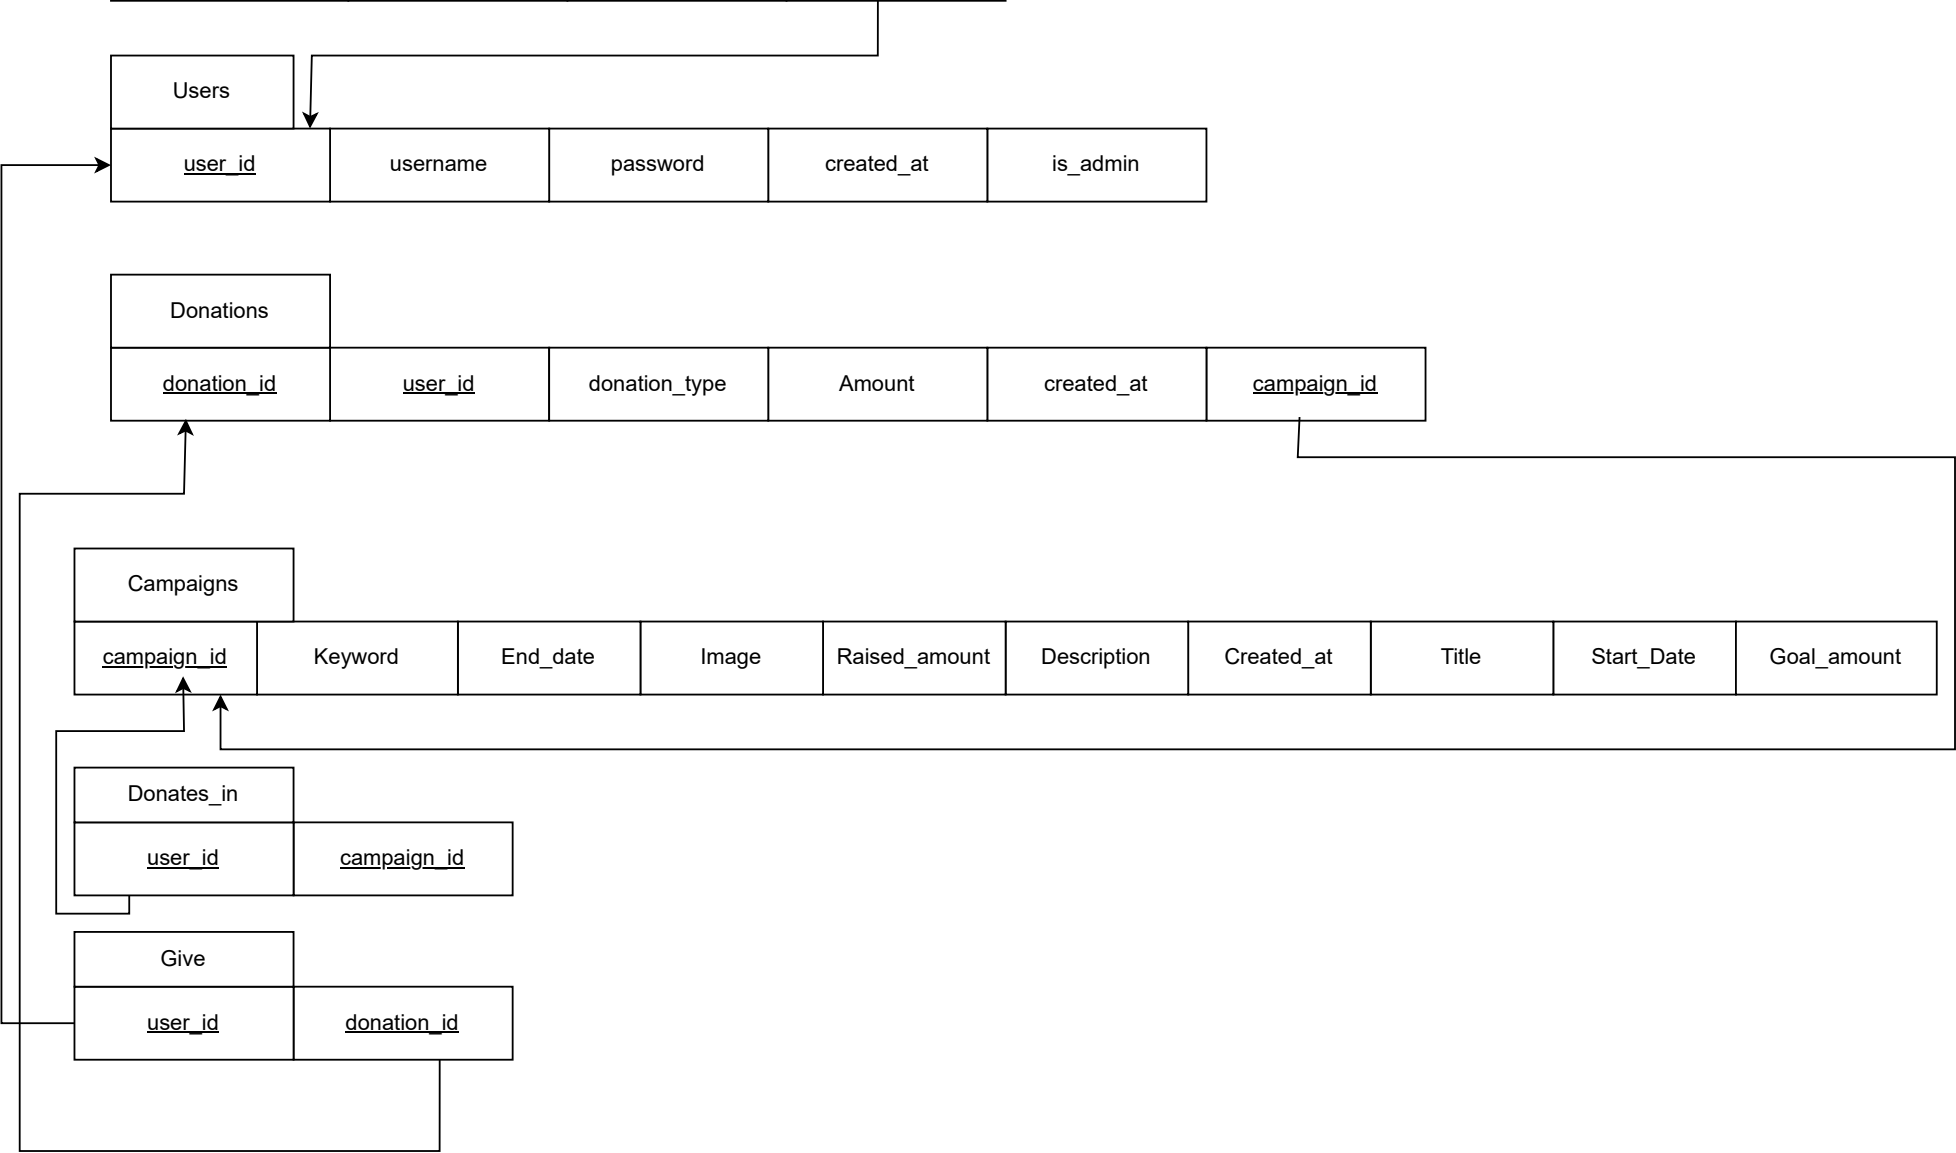 Users
user_id username password created_at is_admin
Donations
donation_id user_id donation_type Amount created_at campaign_id
Campaigns
campaign_id Keyword End_date Image Raised_amount Description Created_at Title Start_Date Goal_amount
Donates_in
user_id campaign_id
Give
user_id donation_id